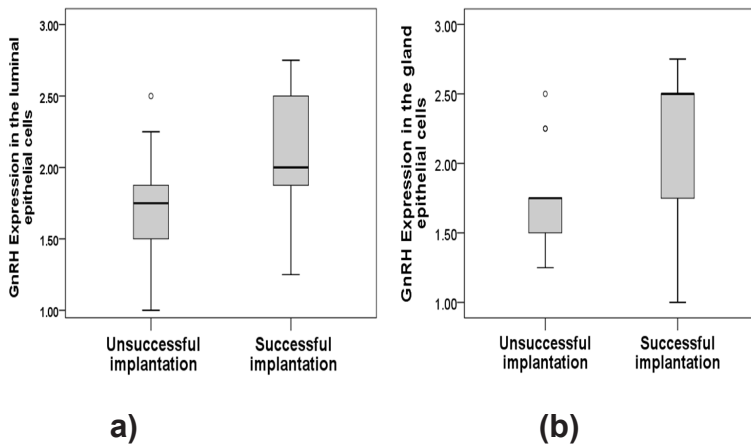 GnRH Expression in the luminal
epithelial cells
3.00
2.50
2.00
1.50
1.00
Unsuccessful
implantation
Successful
implantation
a)
GnRH Expression in the gland
epithelial cells
3.00
2.50
2.00
1.50
1.00
Unsuccessful
implantation
Successful
implantation
(b)